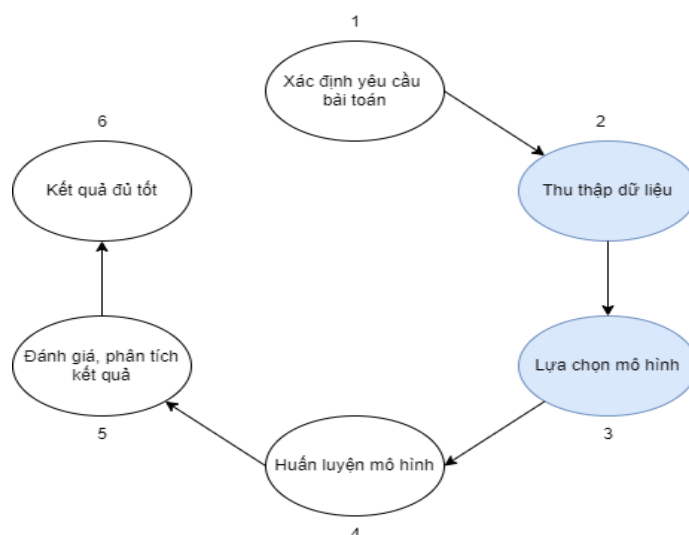 1
Xác định yêu cầu
bài toán
2
Thu thập dữ liệu
3
Lựa chọn mô hình
4
Huấn luyện mô hình
5
Đánh giá, phân tích
kết quả
6
Kết quả đủ tốt